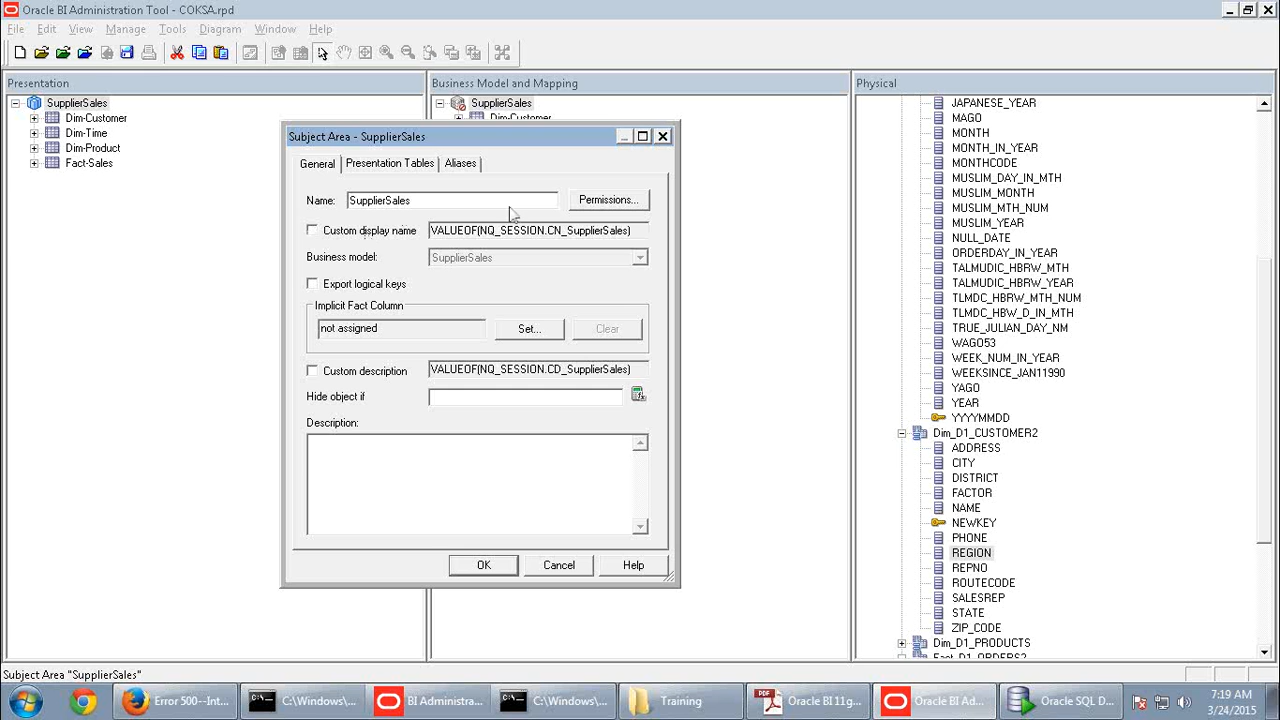 Oracle BI Administration Tool - COKSA.rpd
File Edit View Manage Tools Diagram Window Help
Presentation
SupplierSales
Dim-Customer
Dim-Time
Dim-Product
Fact-Sales
Business Model and Mapping
SupplierSales
Dim-Customer
Subject Area - SupplierSales
General Presentation Tables Aliases
Name: SupplierSales Permissions...
Custom display name VALUEOF(NQ_SESSION.CN_SupplierSales)
Business model: SupplierSales
Export logical keys
Implicit Fact Column
not assigned Set... Clear
Custom description VALUEOF(NQ_SESSION.CD_SupplierSales)
Hide object if
Description:
OK Cancel Help
Physical
JAPANESE_YEAR
MAGO
MONTH
MONTH_IN_YEAR
MONTHCODE
MUSLIM_DAY_IN_MTH
MUSLIM_MONTH
MUSLIM_MTH_NUM
MUSLIM_YEAR
NULL_DATE
ORDERDAY_IN_YEAR
TALMUDIC_HBRW_MTH
TALMUDIC_HBRW_YEAR
TLMDC_HBRW_MTH_NUM
TLMDC_HBW_D_IN_MTH
TRUE_JULIAN_DAY_NM
WAGO53
WEEK_NUM_IN_YEAR
WEEKSINCE_JAN11990
YAGO
YEAR
YYYYMMDD
Dim_D1_CUSTOMER2
ADDRESS
CITY
DISTRICT
FACTOR
NAME
NEWKEY
PHONE
REGION
REPNO
ROUTECODE
SALESREP
STATE
ZIP_CODE
Dim_D1_PRODUCTS
Fact_D1_ORDERS2
Subject Area "SupplierSales"
Error 500--Int... C:\Windows\... BI Administra... C:\Windows\... Training Oracle BI 11g... Oracle BI Ad... Oracle SQL D...
7:19 AM
3/24/2015